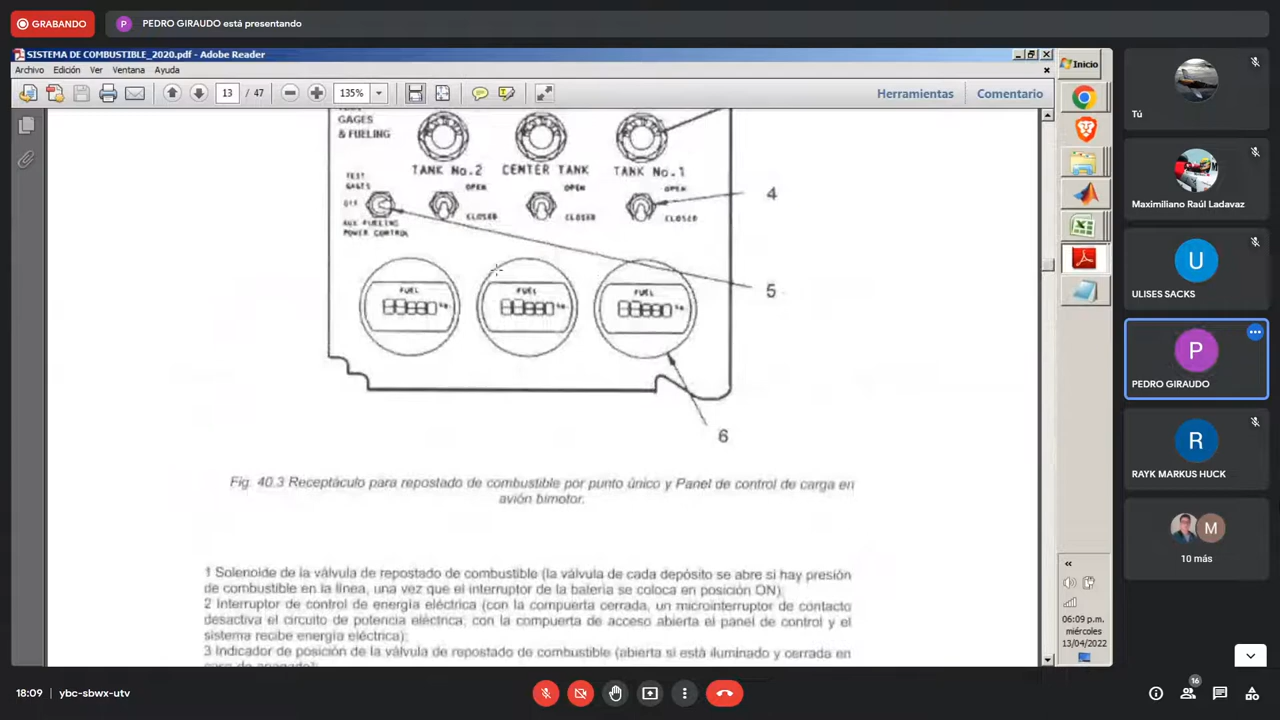 GRABANDO
P PEDRO GIRAUDO está presentando
SISTEMA DE COMBUSTIBLE_2020.pdf - Adobe Reader
Archivo Edición Ver Ventana Ayuda
13 / 47 135% Herramientas Comentario
GAGES
& FUELING
TANK No.2 CENTER TANK TANK No.1
TEST
GAGES
OFF
AUX FUELING
POWER CONTROL
OPEN OPEN OPEN
CLOSED CLOSED CLOSED
4
5
FUEL FUEL FUEL
6
Fig. 40.3 Receptáculo para repostado de combustible por punto único y Panel de control de carga en
avión bimotor.
1 Solenoide de la válvula de repostado de combustible (la válvula de cada depósito se abre si hay presión
de combustible en la línea, una vez que el interruptor de la batería se coloca en posición ON);
2 Interruptor de control de energía eléctrica (con la compuerta cerrada, un microinterruptor de contacto
desactiva el circuito de potencia eléctrica; con la compuerta de acceso abierta el panel de control y el
sistema recibe energía eléctrica);
3 Indicador de posición de la válvula de repostado de combustible (abierta si está iluminado y cerrada en
Inicio
«
06:09 p.m.
miércoles
13/04/2022
Tú
Maximiliano Raúl Ladavaz
U
ULISES SACKS
P
PEDRO GIRAUDO
R
RAYK MARKUS HUCK
M
10 más
18:09 ybc-sbwx-utv
16